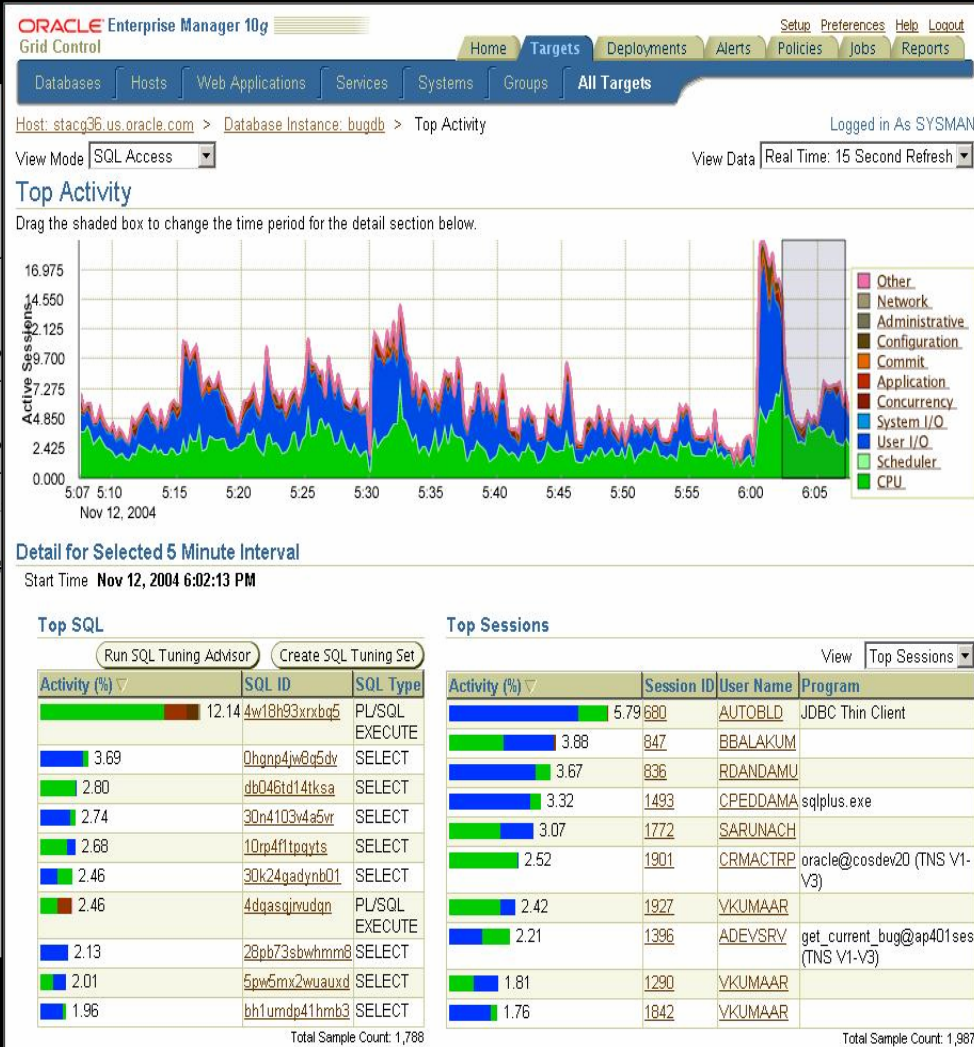 ORACLE Enterprise Manager 10g
Grid Control
Setup Preferences Help Logout
Home Targets Deployments Alerts Policies Jobs Reports
Databases Hosts Web Applications Services Systems Groups All Targets
Host: stacg36.us.oracle.com > Database Instance: bugdb > Top Activity
Logged in As SYSMAN
View Mode SQL Access
View Data Real Time: 15 Second Refresh
Top Activity
Drag the shaded box to change the time period for the detail section below.
Active Sessions
16.975
14.550
12.125
9.700
7.275
4.850
2.425
0.000
5:07 5:10 5:15 5:20 5:25 5:30 5:35 5:40 5:45 5:50 5:55 6:00 6:05
Nov 12, 2004
Other
Network
Administrative
Configuration
Commit
Application
Concurrency
System I/O
User I/O
Scheduler
CPU
Detail for Selected 5 Minute Interval
Start Time Nov 12, 2004 6:02:13 PM
Top SQL
Run SQL Tuning Advisor Create SQL Tuning Set
Activity (%) SQL ID SQL Type
12.14 4w18h93xrxbq5 PL/SQL EXECUTE
3.69 0hgnp4jw8q5dv SELECT
2.80 db046td14tksa SELECT
2.74 30n4103v4a5vr SELECT
2.68 10rp4f1tpqyts SELECT
2.46 30k24gadynb01 SELECT
2.46 4dqasqjrvudqn PL/SQL EXECUTE
2.13 28pb73sbwhmm8 SELECT
2.01 5pw5mx2wuauxd SELECT
1.96 bh1umdp41hmb3 SELECT
Total Sample Count: 1,788
Top Sessions
View Top Sessions
Activity (%) Session ID User Name Program
5.79 680 AUTOBLD JDBC Thin Client
3.88 847 BBALAKUM
3.67 836 RDANDAMU
3.32 1493 CPEDDAMA sqlplus.exe
3.07 1772 SARUNACH
2.52 1901 CRMACTRP oracle@cosdev20 (TNS V1-V3)
2.42 1927 VKUMAAR
2.21 1396 ADEVSRV get_current_bug@ap401ses (TNS V1-V3)
1.81 1290 VKUMAAR
1.76 1842 VKUMAAR
Total Sample Count: 1,987